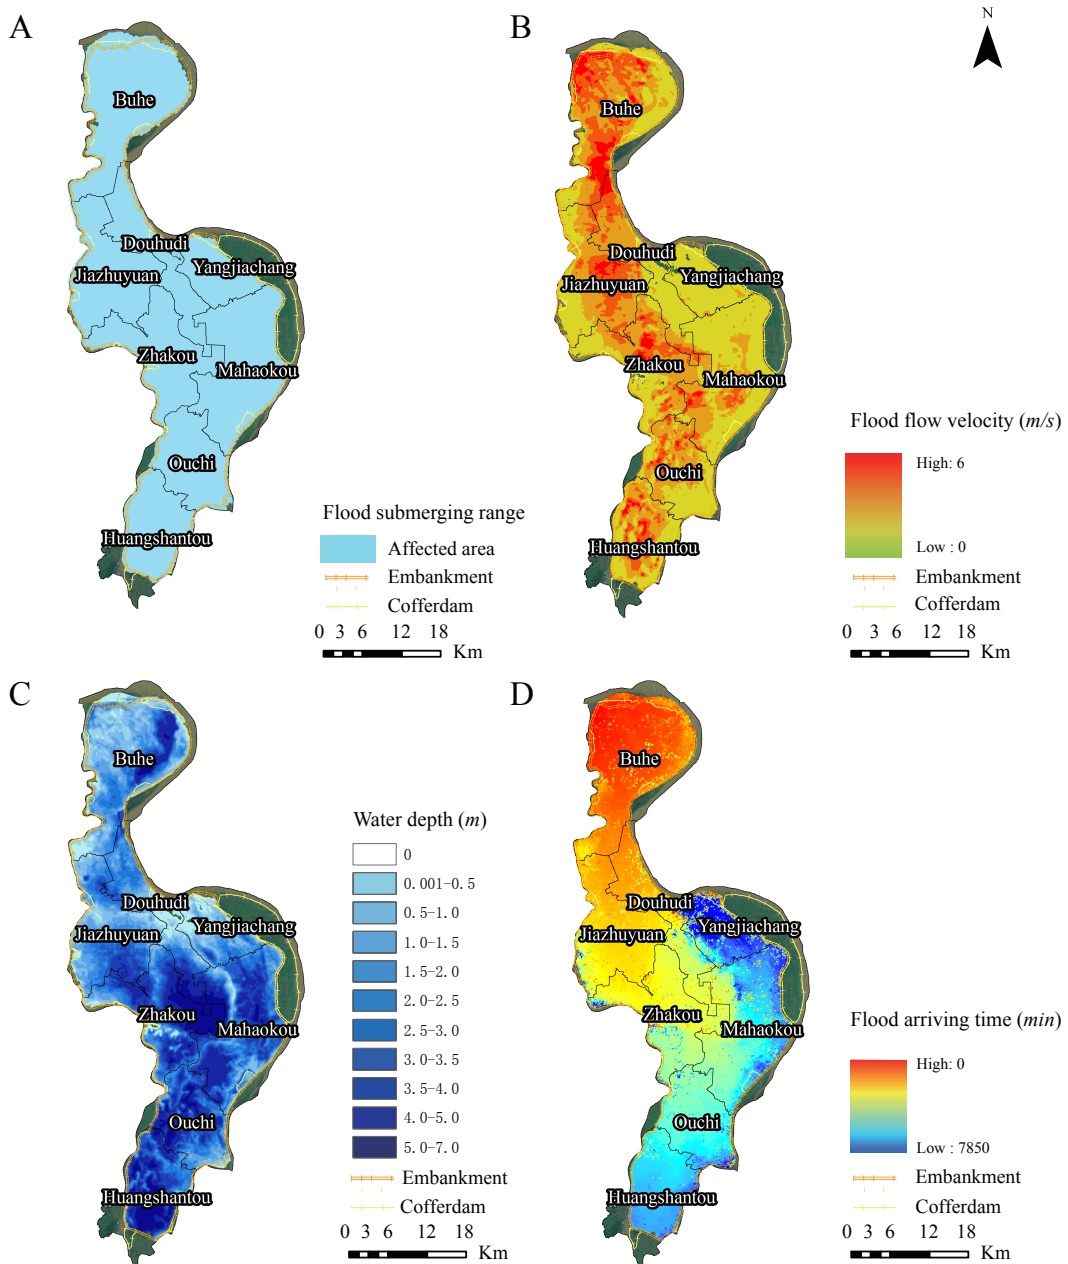 A
Buhe
Douhudi
Jiazhuyuan
Yangjiachang
Zhakou
Mahaokou
Ouchi
Huangshantou
Flood submerging range
Affected area
Embankment
Cofferdam
0 3 6 12 18
Km
B
N
Buhe
Douhudi
Jiazhuyuan
Yangjiachang
Zhakou
Mahaokou
Ouchi
Huangshantou
Flood flow velocity (m/s)
High: 6
Low : 0
Embankment
Cofferdam
0 3 6 12 18
Km
C
Buhe
Douhudi
Jiazhuyuan
Yangjiachang
Zhakou
Mahaokou
Ouchi
Huangshantou
Water depth (m)
0
0.001-0.5
0.5-1.0
1.0-1.5
1.5-2.0
2.0-2.5
2.5-3.0
3.0-3.5
3.5-4.0
4.0-5.0
5.0-7.0
Embankment
Cofferdam
0 3 6 12 18
Km
D
Buhe
Douhudi
Jiazhuyuan
Yangjiachang
Zhakou
Mahaokou
Ouchi
Huangshantou
Flood arriving time (min)
High: 0
Low : 7850
Embankment
Cofferdam
0 3 6 12 18
Km